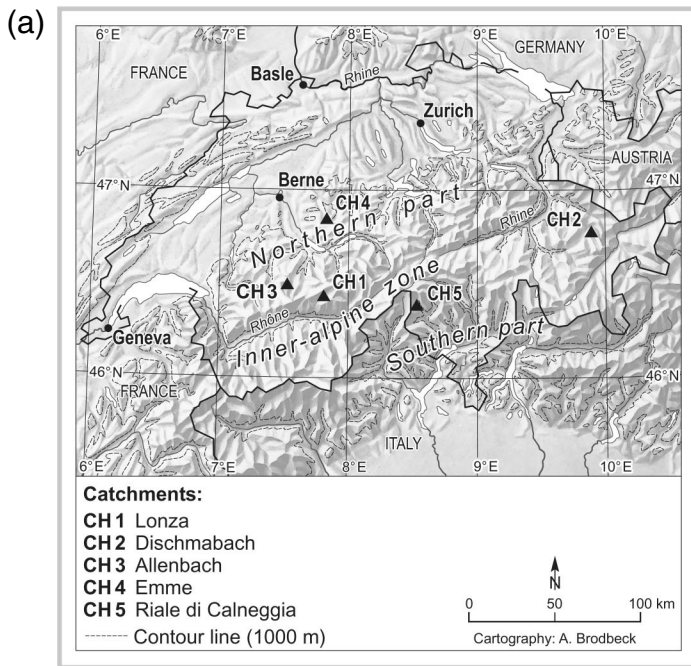 (a)
6°E 7°E 8°E 9°E 10°E
GERMANY
FRANCE
Basle
Rhine
Zurich
AUSTRIA
47°N 47°N
Berne
CH4
Northern part
Rhine
CH2
CH3
CH1
Inner-alpine zone
CH5
Rhône
Southern part
Geneva
46°N 46°N
FRANCE
ITALY
6°E 7°E 8°E 9°E 10°E
Catchments:
CH1 Lonza
CH2 Dischmabach
CH3 Allenbach
CH4 Emme
CH5 Riale di Calneggia
Contour line (1000 m)
N
0 50 100 km
Cartography: A. Brodbeck